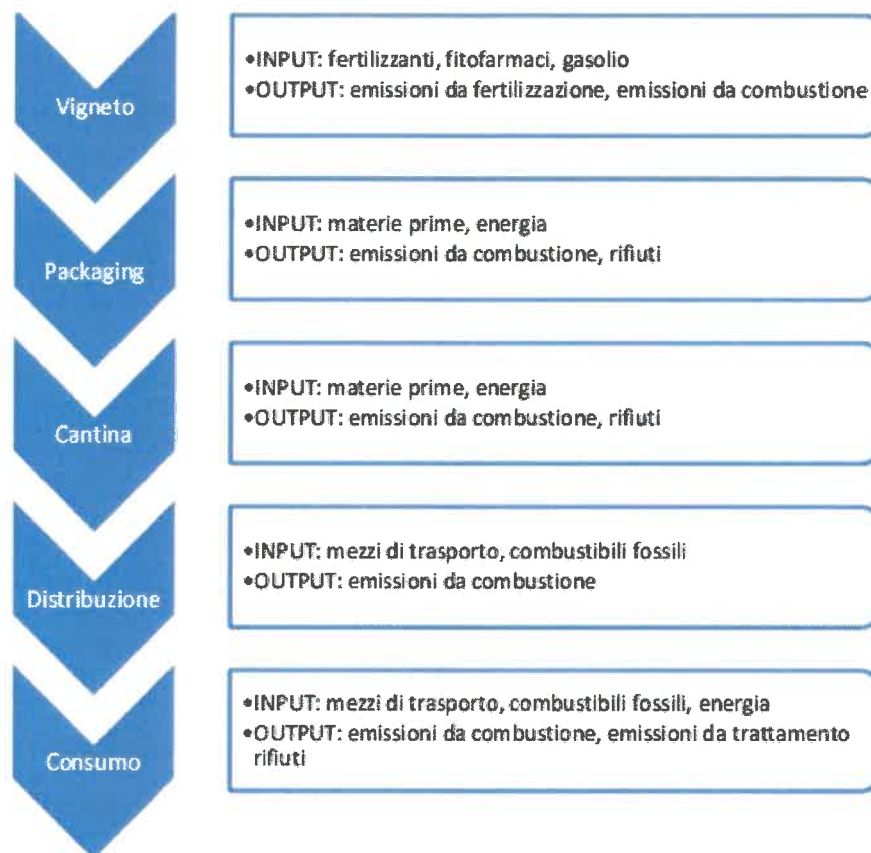 Vigneto
•INPUT: fertilizzanti, fitofarmaci, gasolio
•OUTPUT: emissioni da fertilizzazione, emissioni da combustione
Packaging
•INPUT: materie prime, energia
•OUTPUT: emissioni da combustione, rifiuti
Cantina
•INPUT: materie prime, energia
•OUTPUT: emissioni da combustione, rifiuti
Distribuzione
•INPUT: mezzi di trasporto, combustibili fossili
•OUTPUT: emissioni da combustione
Consumo
•INPUT: mezzi di trasporto, combustibili fossili, energia
•OUTPUT: emissioni da combustione, emissioni da trattamento
rifiuti